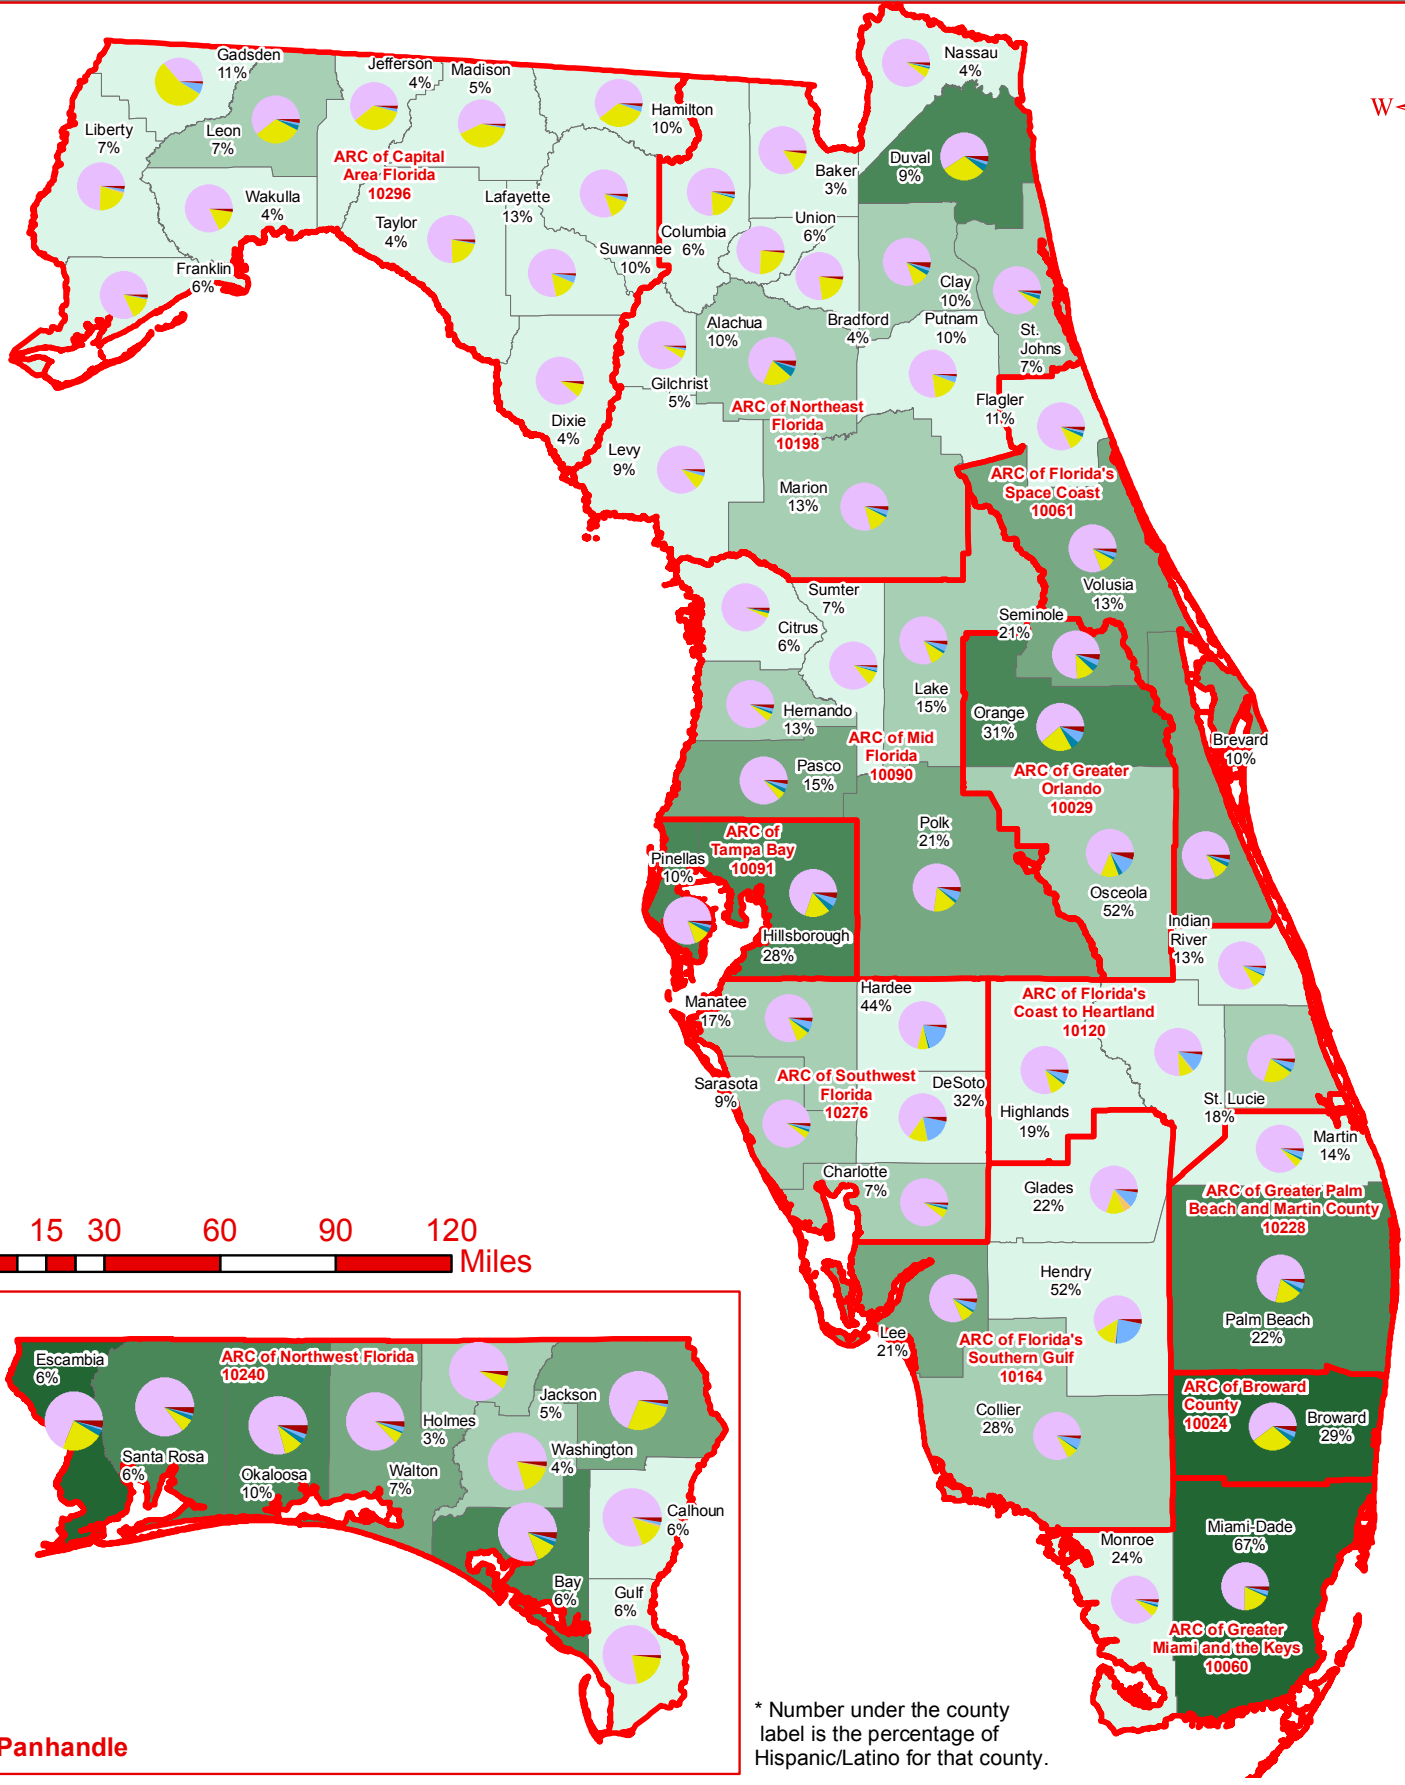 Nassau
4%
W
Gadsden
11%
Jefferson
4%
Madison
5%
Hamilton
10%
Liberty
7%
Leon
7%
ARC of Capital
Area Florida
10296
Duval
9%
Baker
3%
Wakulla
4%
Lafayette
13%
Taylor
4%
Suwannee
10%
Columbia
6%
Union
6%
Franklin
6%
Clay
10%
Bradford
4%
Putnam
10%
St.
Johns
7%
Alachua
10%
Gilchrist
5%
ARC of Northeast
Florida
10198
Flagler
11%
Dixie
4%
Levy
9%
Marion
13%
ARC of Florida's
Space Coast
10061
Volusia
13%
Sumter
7%
Citrus
6%
Seminole
21%
Lake
15%
Hernando
13%
Orange
31%
Brevard
10%
ARC of Mid
Florida
10090
Pasco
15%
ARC of Greater
Orlando
10029
ARC of
Tampa Bay
10091
Pinellas
10%
Polk
21%
Osceola
52%
Hillsborough
28%
Indian
River
13%
Manatee
17%
Hardee
44%
ARC of Florida's
Coast to Heartland
10120
Sarasota
9%
ARC of Southwest
Florida
10276
DeSoto
32%
Highlands
19%
St. Lucie
18%
Martin
14%
Charlotte
7%
Glades
22%
ARC of Greater Palm
Beach and Martin County
10228
15 30 60 90 120
Miles
Hendry
52%
Palm Beach
22%
Lee
21%
ARC of Florida's
Southern Gulf
10164
Collier
28%
ARC of Broward
County
10024
Broward
29%
Escambia
6%
ARC of Northwest Florida
10240
Jackson
5%
Holmes
3%
Washington
4%
Santa Rosa
6%
Okaloosa
10%
Walton
7%
Calhoun
6%
Bay
6%
Gulf
6%
Monroe
24%
Miami-Dade
67%
ARC of Greater
Miami and the Keys
10060
Panhandle
* Number under the county
label is the percentage of
Hispanic/Latino for that county.